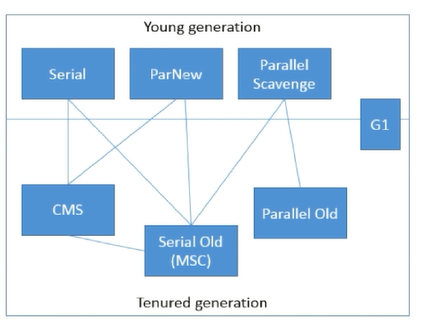 Young generation
Serial
ParNew
Parallel
Scavenge
G1
CMS
Parallel Old
Serial Old
(MSC)
Tenured generation